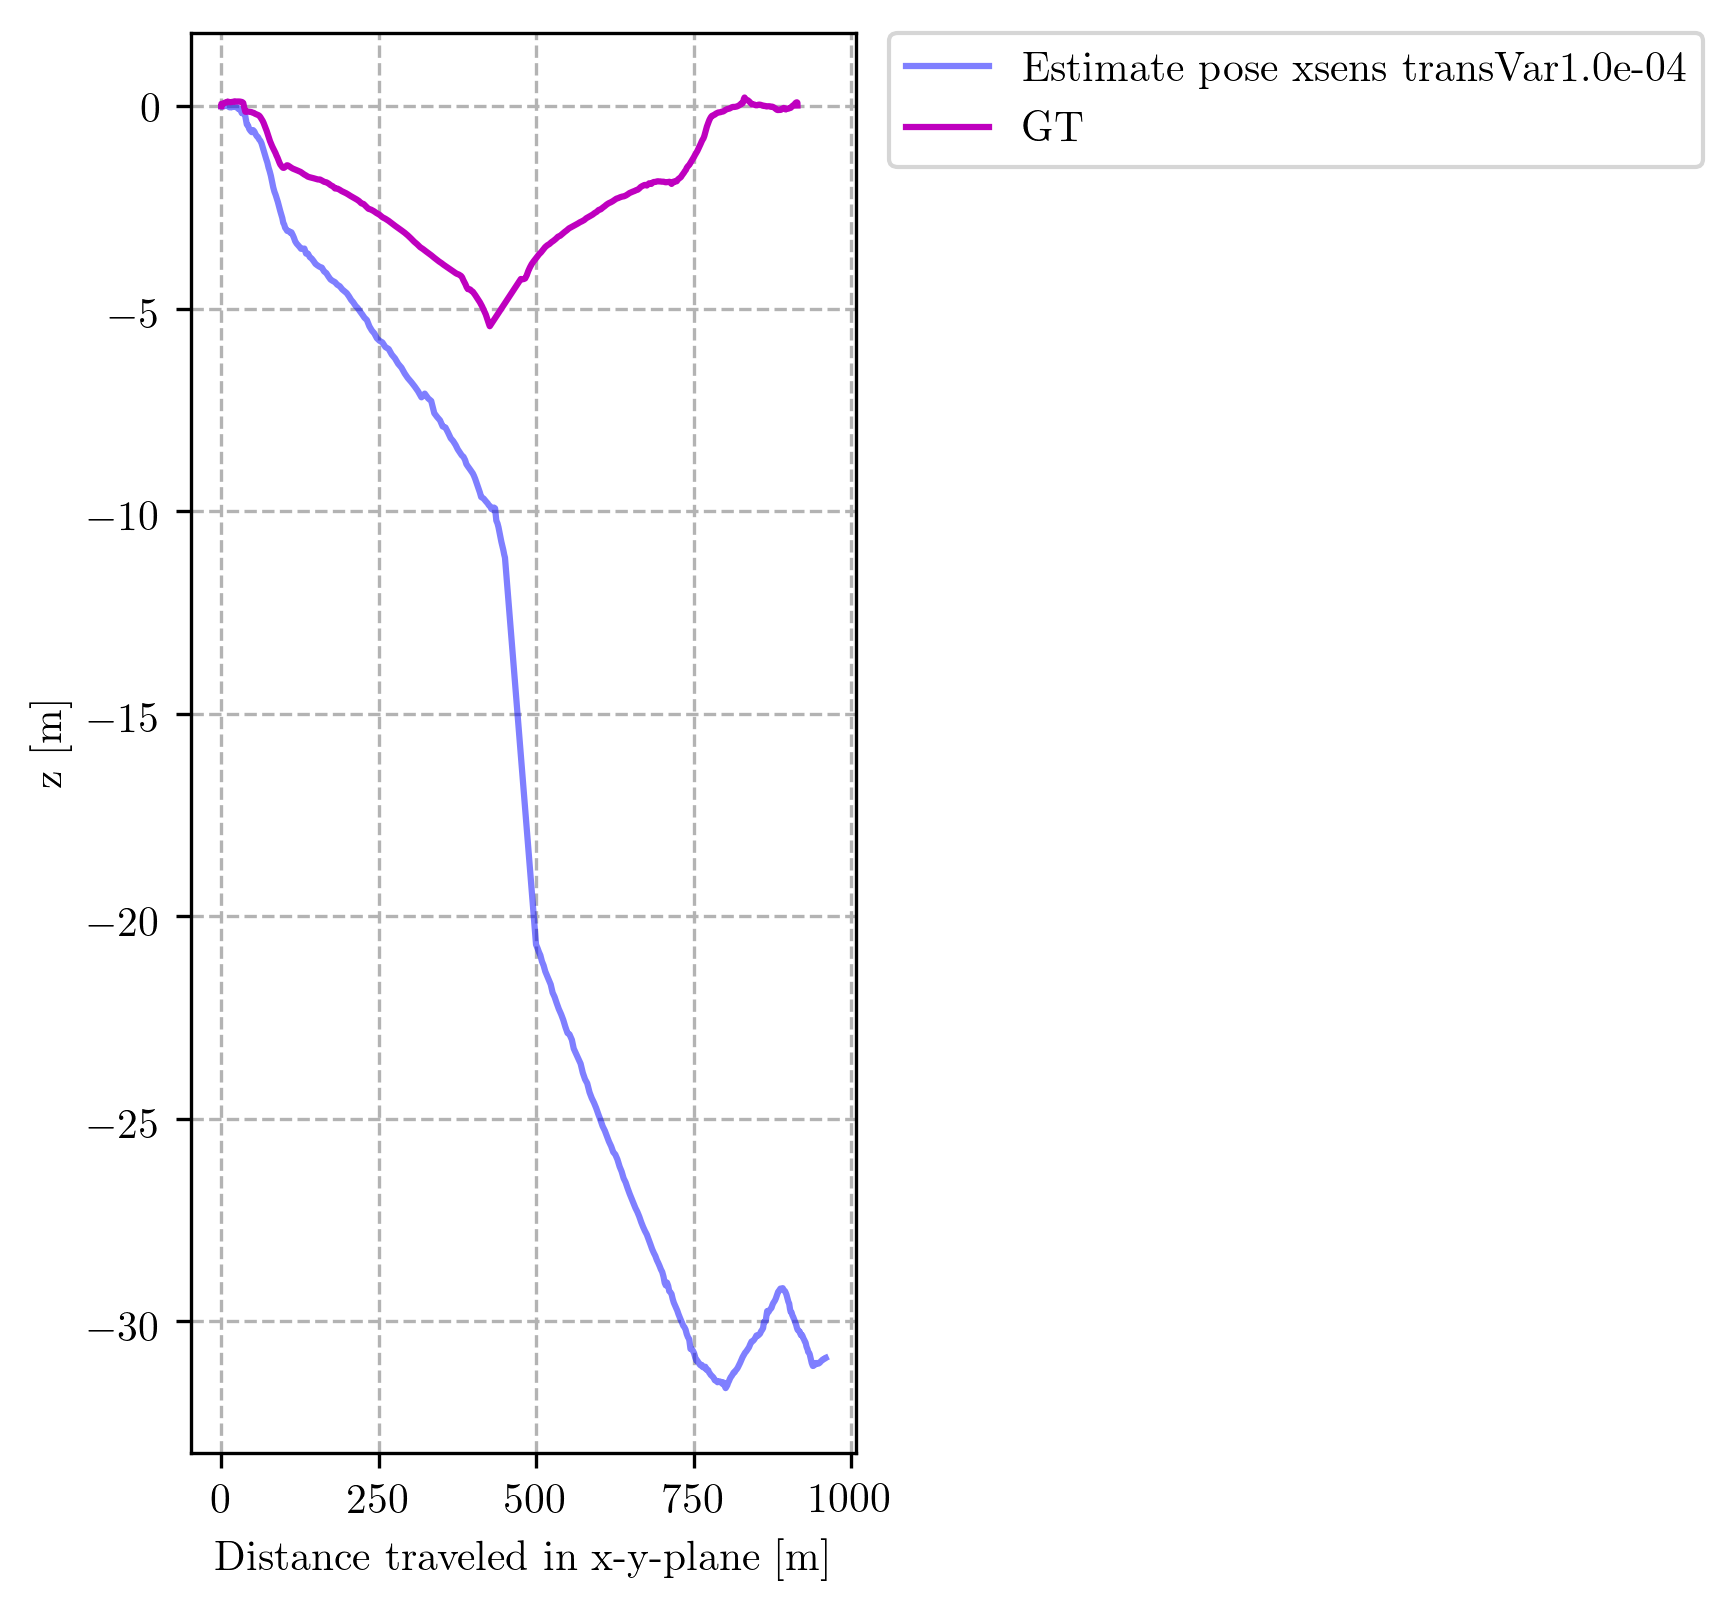 Estimate pose xsens transVar1.0e-04
GT
0
−5
−10
−15
−20
−25
−30
z [m]
0 250 500 750 1000
Distance traveled in x-y-plane [m]